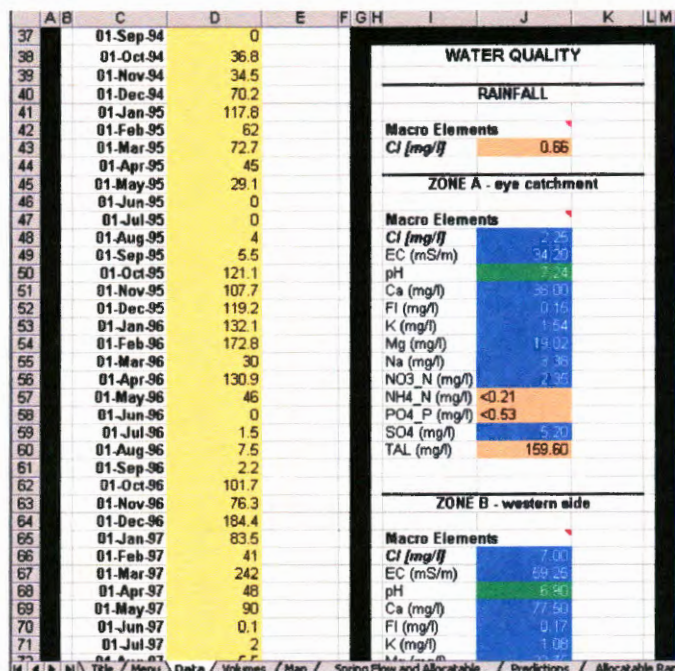 A B C D E F G H I J K L M
37 01-Sep-94 0
38 01-Oct-94 36.8 WATER QUALITY
39 01-Nov-94 34.5
40 01-Dec-94 70.2 RAINFALL
41 01-Jan-95 117.8
42 01-Feb-95 62 Macro Elements
43 01-Mar-95 72.7 Cl [mg/l] 0.66
44 01-Apr-95 45
45 01-May-95 29.1 ZONE A - eye catchment
46 01-Jun-95 0
47 01-Jul-95 0 Macro Elements
48 01-Aug-95 4 Cl [mg/l] 2.25
49 01-Sep-95 5.5 EC (mS/m) 34.20
50 01-Oct-95 121.1 pH 7.24
51 01-Nov-95 107.7 Ca (mg/l) 36.00
52 01-Dec-95 119.2 Fl (mg/l) 0.15
53 01-Jan-96 132.1 K (mg/l) 1.54
54 01-Feb-96 172.8 Mg (mg/l) 19.02
55 01-Mar-96 30 Na (mg/l) 3.36
56 01-Apr-96 130.9 NO3_N (mg/l) 2.35
57 01-May-96 46 NH4_N (mg/l) <0.21
58 01-Jun-96 0 PO4_P (mg/l) <0.53
59 01-Jul-96 1.5 SO4 (mg/l) 5.20
60 01-Aug-96 7.5 TAL (mg/l) 159.60
61 01-Sep-96 2.2
62 01-Oct-96 101.7
63 01-Nov-96 76.3 ZONE B - western side
64 01-Dec-96 184.4
65 01-Jan-97 83.5 Macro Elements
66 01-Feb-97 41 Cl [mg/l] 7.00
67 01-Mar-97 242 EC (mS/m) 59.25
68 01-Apr-97 48 pH 6.90
69 01-May-97 90 Ca (mg/l) 77.50
70 01-Jun-97 0.1 Fl (mg/l) 0.17
71 01-Jul-97 2 K (mg/l) 1.08
Title / Menu \ Data / Volumes / Map / Spring Flow and Allocatable / Predictions / Allocatable